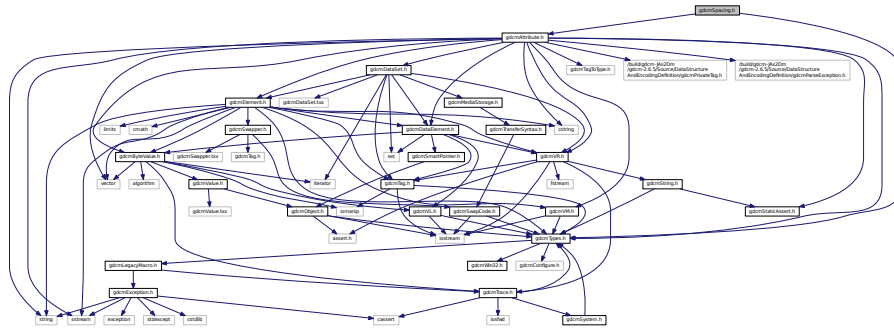 gdcmSpacing.h
gdcmAttribute.h
gdcmDataSet.h
gdcmTagToType.h
/build/gdcm-jAs2Dm
/gdcm-2.6.5/Source/DataStructure
AndEncodingDefinition/gdcmPrivateTag.h
/build/gdcm-jAs2Dm
/gdcm-2.6.5/Source/DataStructure
AndEncodingDefinition/gdcmParseException.h
gdcmElement.h
gdcmDataSet.txx
gdcmMediaStorage.h
limits
cmath
gdcmSwapper.h
gdcmDataElement.h
gdcmTransferSyntax.h
cstring
gdcmByteValue.h
gdcmSwapper.txx
gdcmTag.h
set
gdcmSmartPointer.h
gdcmVR.h
vector
algorithm
gdcmValue.h
iterator
gdcmTag.h
fstream
gdcmString.h
gdcmValue.txx
gdcmObject.h
iomanip
gdcmVL.h
gdcmSwapCode.h
gdcmVM.h
gdcmStaticAssert.h
assert.h
iostream
gdcmTypes.h
gdcmLegacyMacro.h
gdcmWin32.h
gdcmConfigure.h
gdcmException.h
gdcmTrace.h
string
sstream
exception
stdexcept
cstdlib
cassert
iosfwd
gdcmSystem.h